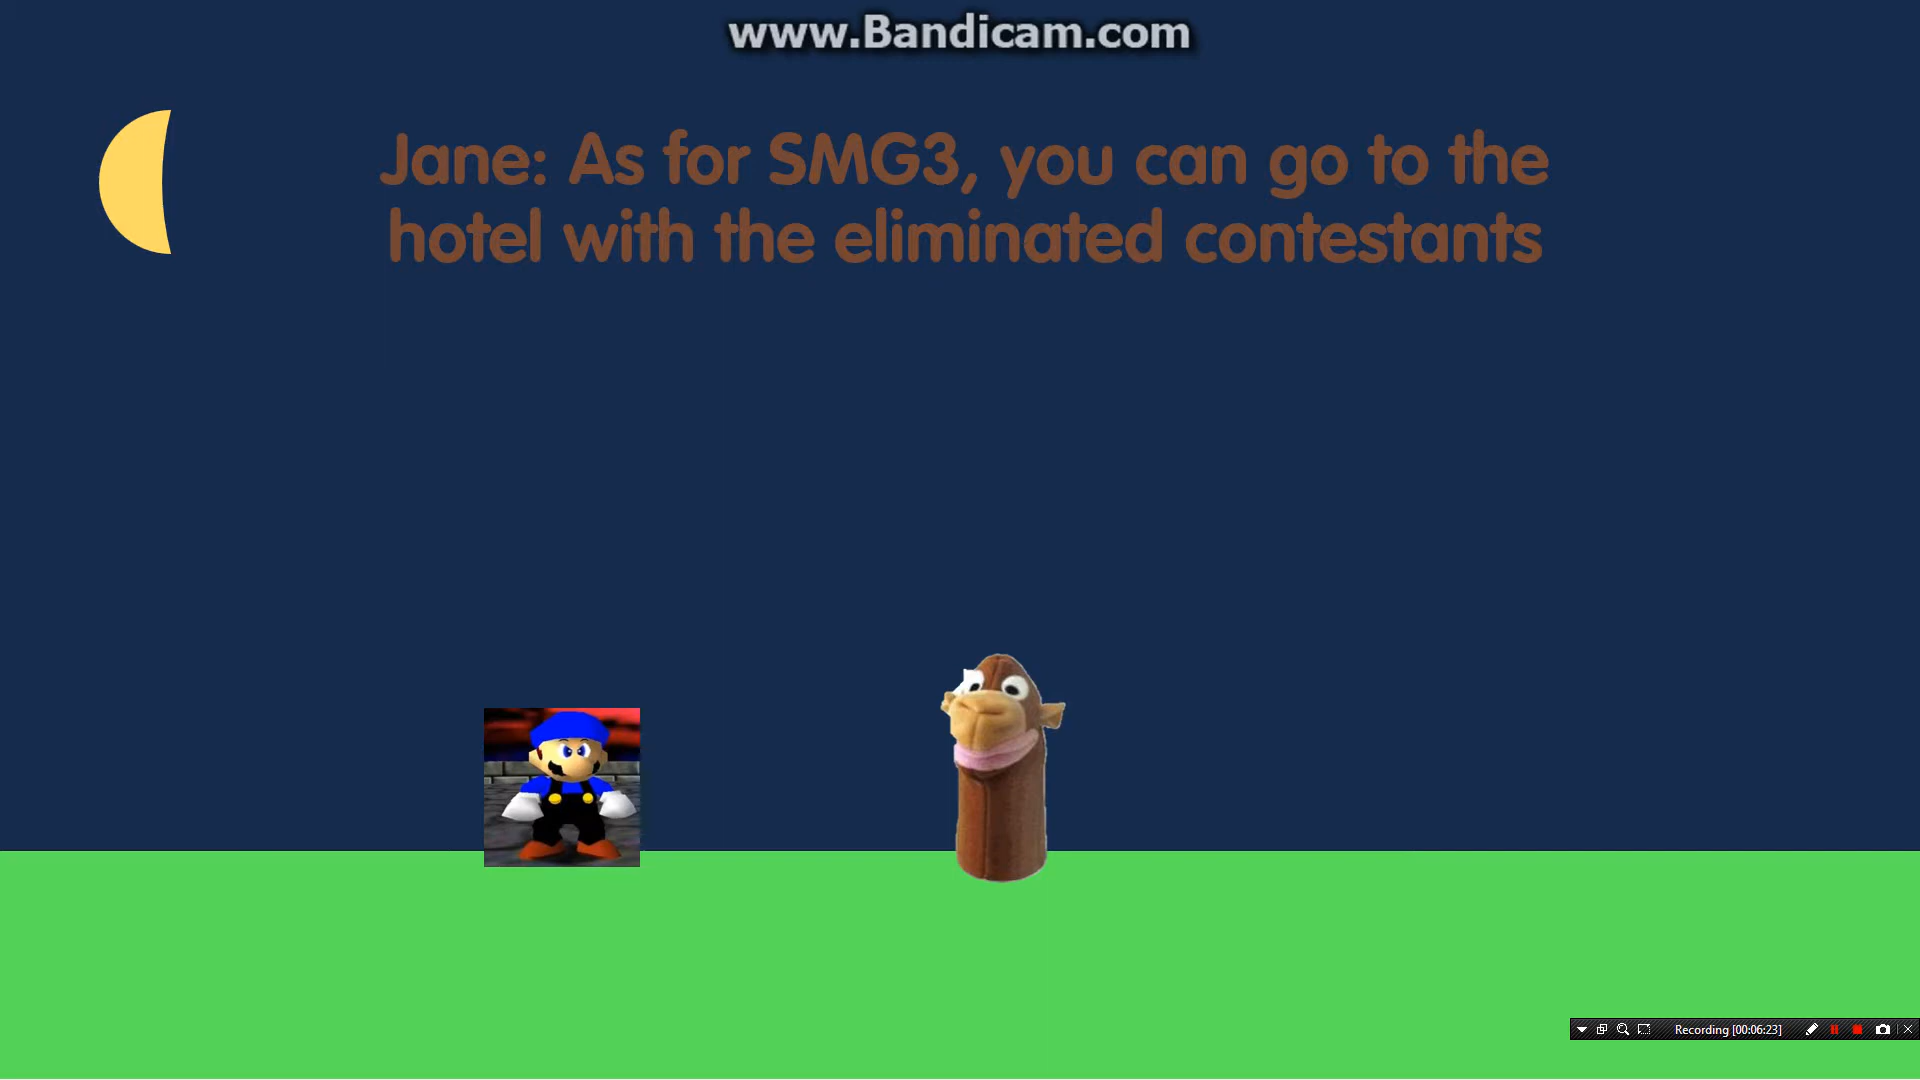 www.Bandicam.com
Jane: As for SMG3, you can go to the
hotel with the eliminated contestants
Recording [00:06:23]